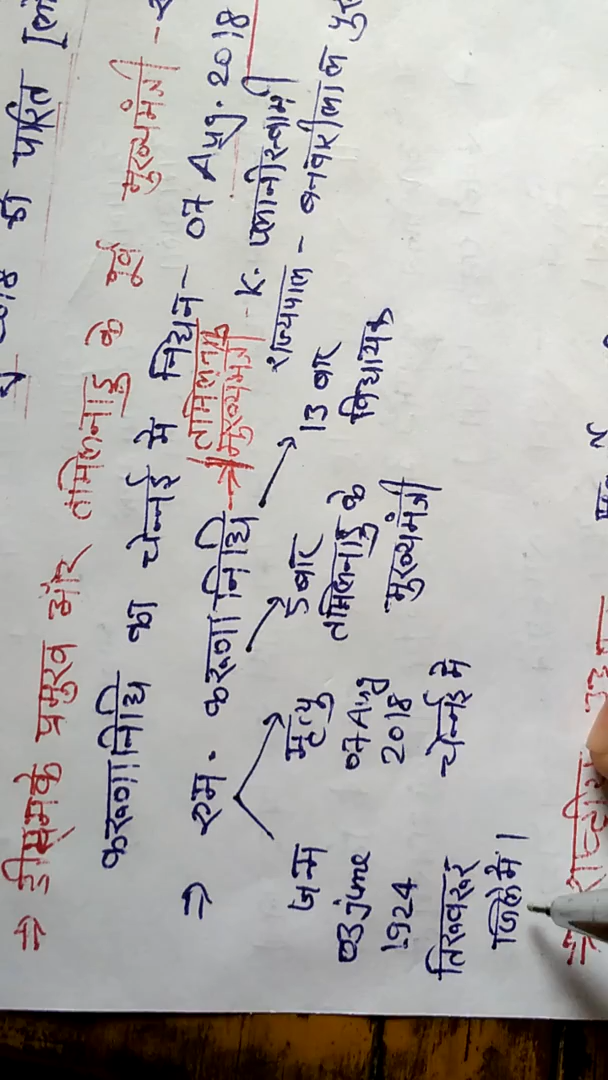 2018 को पारित
⇒ डीएमके प्रमुख और तमिलनाडु के पूर्व मुख्यमंत्री -
करूणानिधि का चेन्नई में निधन - 07 Aug. 2018
⇒ एम. करूणानिधि → तमिलनाडु मुख्यमंत्री - K. पलानीस्वामी
राज्यपाल - बनवारीलाल
जन्म
03 june
1924
तिरूवरूर
जिले में।
मृत्यु
07 Aug
2018
चेन्नई में
5 बार
तमिलनाडु के
मुख्यमंत्री
13 बार
विधायक